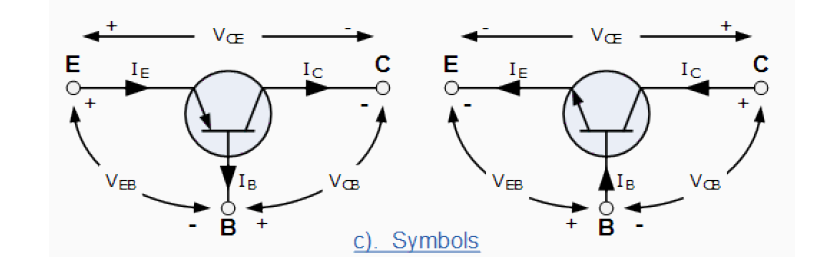 + V_CE - - V_CE +
E I_E I_C C E I_E I_C C
+ - - +
V_EB I_B V_CB V_EB I_B V_CB
- B + + B -
c). Symbols